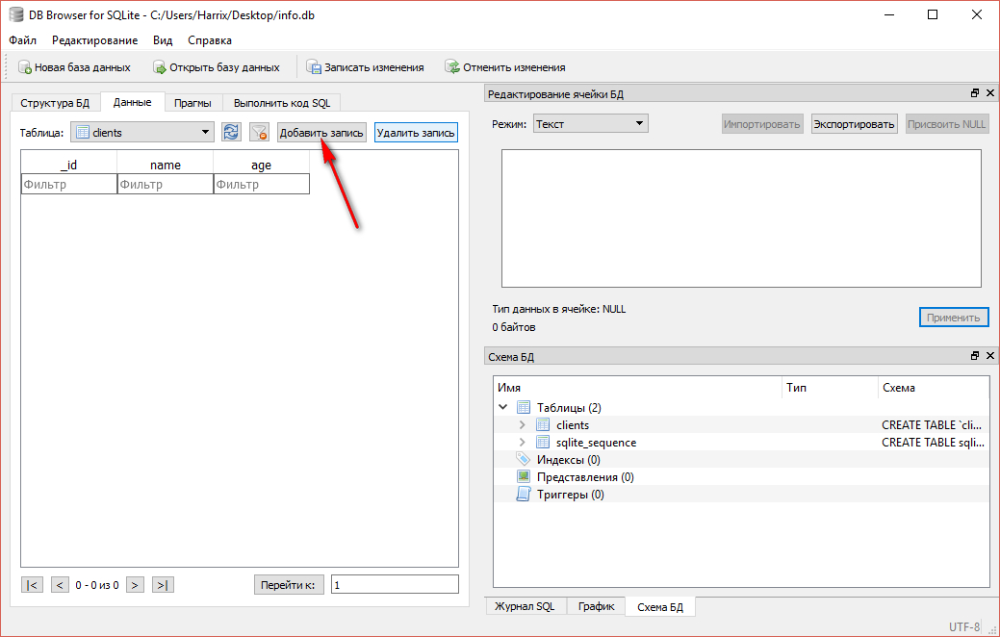 DB Browser for SQLite - C:/Users/Harrix/Desktop/info.db
Файл Редактирование Вид Справка
Новая база данных Открыть базу данных Записать изменения Отменить изменения
Структура БД Данные Прагмы Выполнить код SQL
Таблица: clients Добавить запись Удалить запись
_id name age
Фильтр Фильтр Фильтр
|< < 0 - 0 из 0 > >| Перейти к: 1
Редактирование ячейки БД
Режим: Текст Импортировать Экспортировать Присвоить NULL
Тип данных в ячейке: NULL
0 байтов
Применить
Схема БД
Имя Тип Схема
Таблицы (2)
clients CREATE TABLE `cli...
sqlite_sequence CREATE TABLE sqli...
Индексы (0)
Представления (0)
Триггеры (0)
Журнал SQL График Схема БД
UTF-8